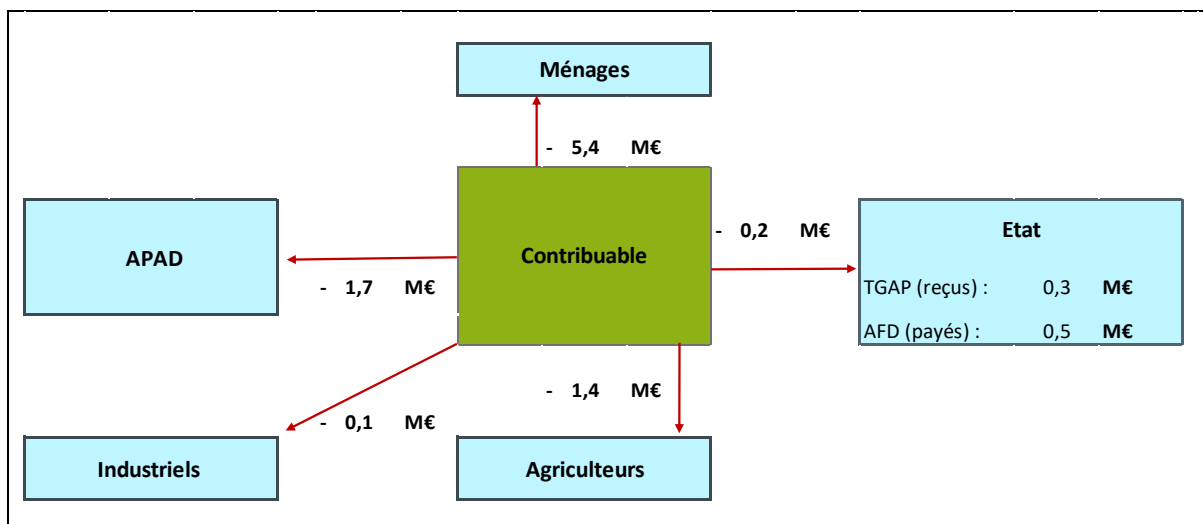 Ménages
- 5,4 M€
Contribuable
- 0,2 M€
Etat
TGAP (reçus) : 0,3 M€
AFD (payés) : 0,5 M€
APAD
- 1,7 M€
- 1,4 M€
- 0,1 M€
Industriels
Agriculteurs